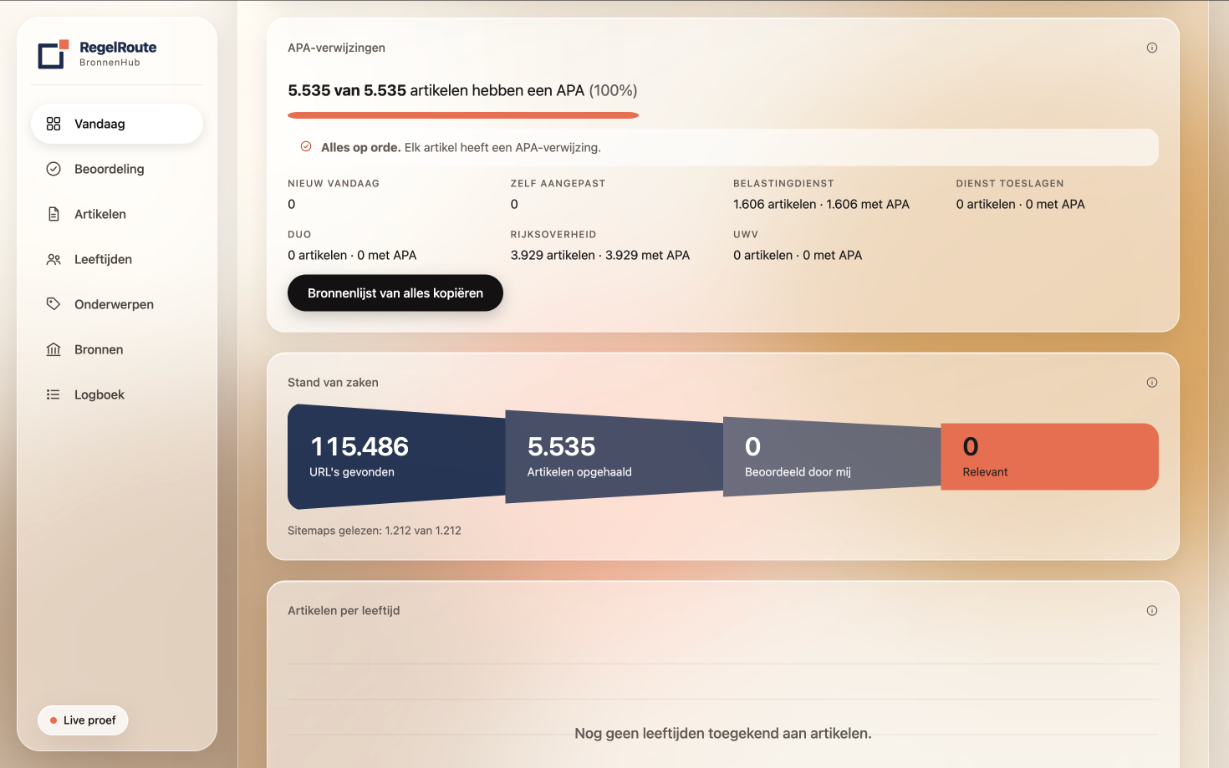 RegelRoute
BronnenHub
Vandaag
Beoordeling
Artikelen
Leeftijden
Onderwerpen
Bronnen
Logboek
Live proef
APA-verwijzingen
5.535 van 5.535 artikelen hebben een APA (100%)
Alles op orde. Elk artikel heeft een APA-verwijzing.
NIEUW VANDAAG
0
ZELF AANGEPAST
0
BELASTINGDIENST
1.606 artikelen · 1.606 met APA
DIENST TOESLAGEN
0 artikelen · 0 met APA
DUO
0 artikelen · 0 met APA
RIJKSOVERHEID
3.929 artikelen · 3.929 met APA
UWV
0 artikelen · 0 met APA
Bronnenlijst van alles kopiëren
Stand van zaken
115.486
URL's gevonden
5.535
Artikelen opgehaald
0
Beoordeeld door mij
0
Relevant
Sitemaps gelezen: 1.212 van 1.212
Artikelen per leeftijd
Nog geen leeftijden toegekend aan artikelen.